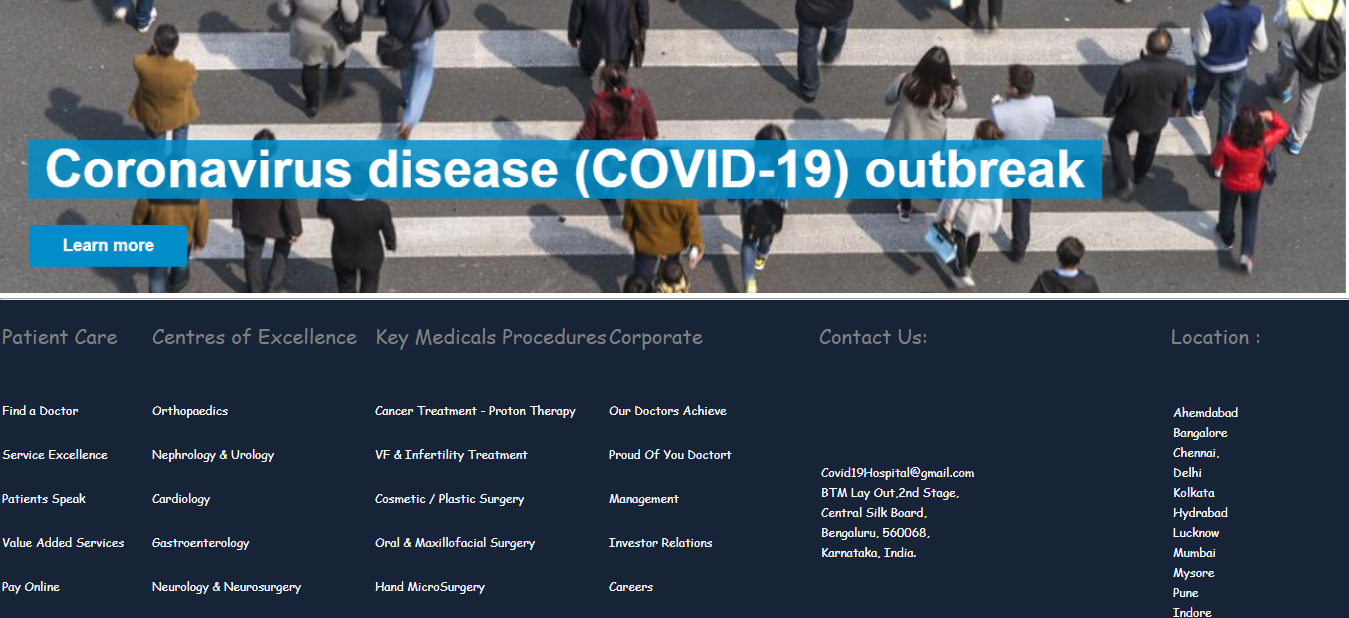 Coronavirus disease (COVID-19) outbreak
Learn more
Patient Care
Find a Doctor
Service Excellence
Patients Speak
Value Added Services
Pay Online
Centres of Excellence
Orthopaedics
Nephrology & Urology
Cardiology
Gastroenterology
Neurology & Neurosurgery
Key Medicals Procedures
Cancer Treatment - Proton Therapy
VF & Infertility Treatment
Cosmetic / Plastic Surgery
Oral & Maxillofacial Surgery
Hand MicroSurgery
Corporate
Our Doctors Achieve
Proud Of You Doctort
Management
Investor Relations
Careers
Contact Us:
Covid19Hospital@gmail.com
BTM Lay Out,2nd Stage,
Central Silk Board,
Bengaluru, 560068,
Karnataka, India.
Location :
Ahemdabad
Bangalore
Chennai,
Delhi
Kolkata
Hydrabad
Lucknow
Mumbai
Mysore
Pune
Indore